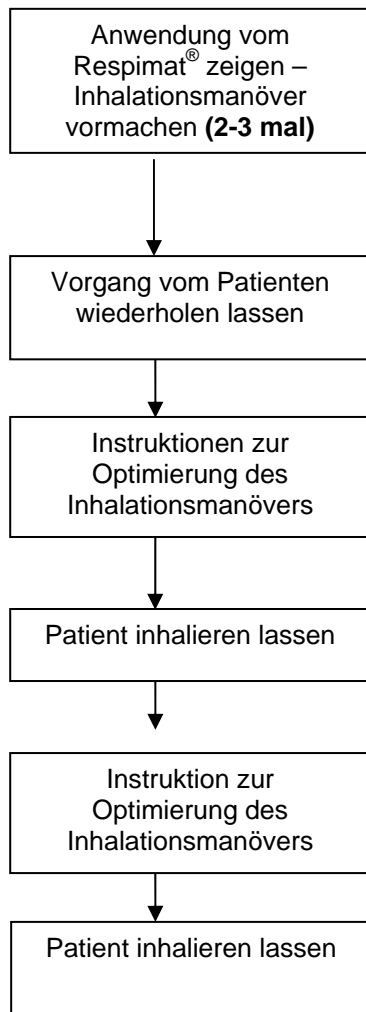 Anwendung vom
Respimat® zeigen –
Inhalationsmanöver
vormachen (2-3 mal)
Vorgang vom Patienten
wiederholen lassen
Instruktionen zur
Optimierung des
Inhalationsmanövers
Patient inhalieren lassen
Instruktion zur
Optimierung des
Inhalationsmanövers
Patient inhalieren lassen